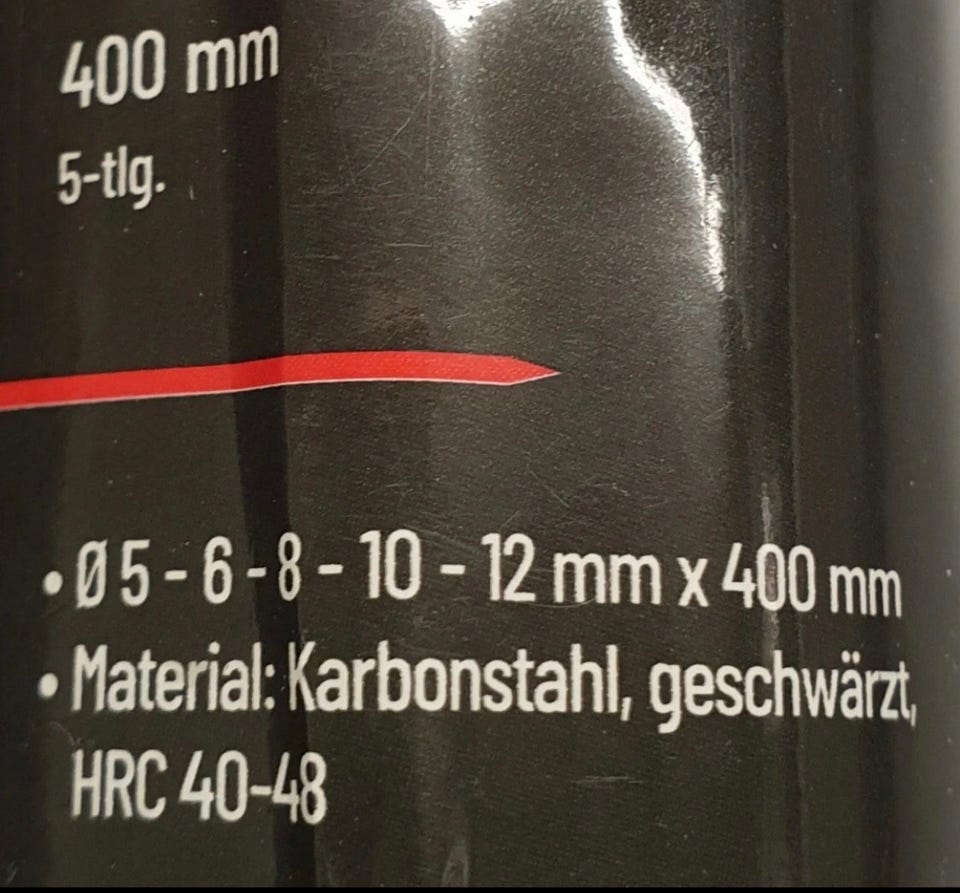 400 mm
5-tlg.
• Ø 5 - 6 - 8 - 10 - 12 mm x 400 mm
• Material: Karbonstahl, geschwärzt,
HRC 40-48